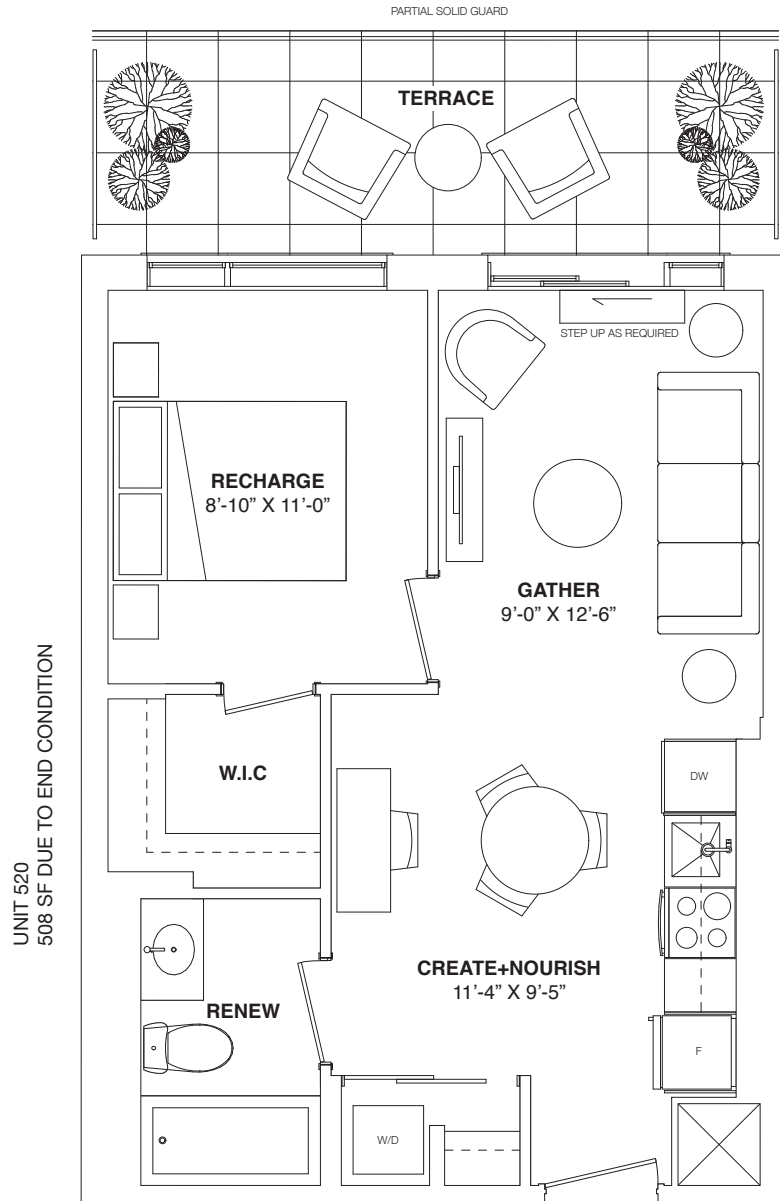 PARTIAL SOLID GUARD
TERRACE
STEP UP AS REQUIRED
RECHARGE
8’-10” X 11’-0”
GATHER
9’-0” X 12’-6”
UNIT 520
508 SF DUE TO END CONDITION
W.I.C
DW
CREATE+NOURISH
11’-4” X 9’-5”
RENEW
F
W/D